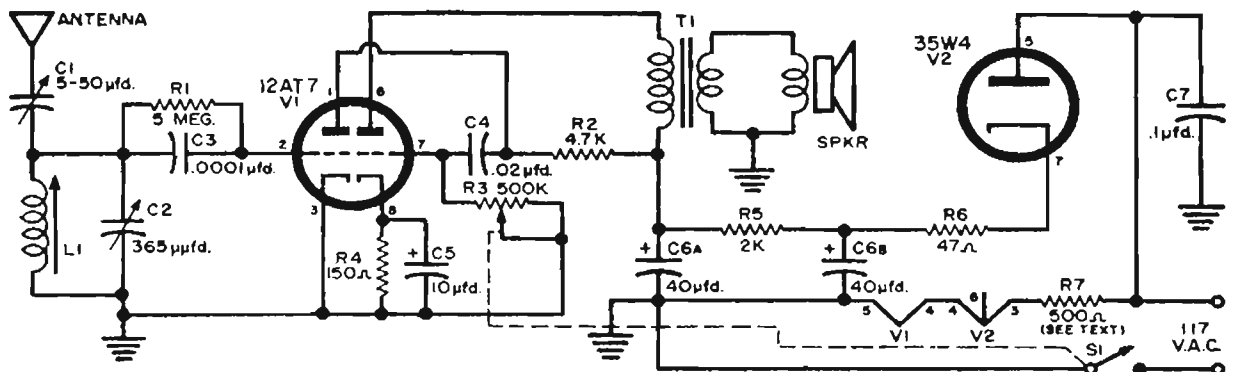 ANTENNA
C1
5-50µfd.
R1
5 MEG.
C3
.0001µfd.
L1
C2
365µµfd.
12AT7
V1
1
6
2
7
3
8
R4
150Ω
C5
+
10µfd.
C4
.02µfd.
R3 500K
R2
4.7K
T1
SPKR
35W4
V2
5
7
C7
.1µfd.
R5
2K
R6
47Ω
+ C6A
40µfd.
+ C6B
40µfd.
5
4
V1
4
6
3
V2
R7
500Ω
(SEE TEXT)
S1
117
V.A.C.